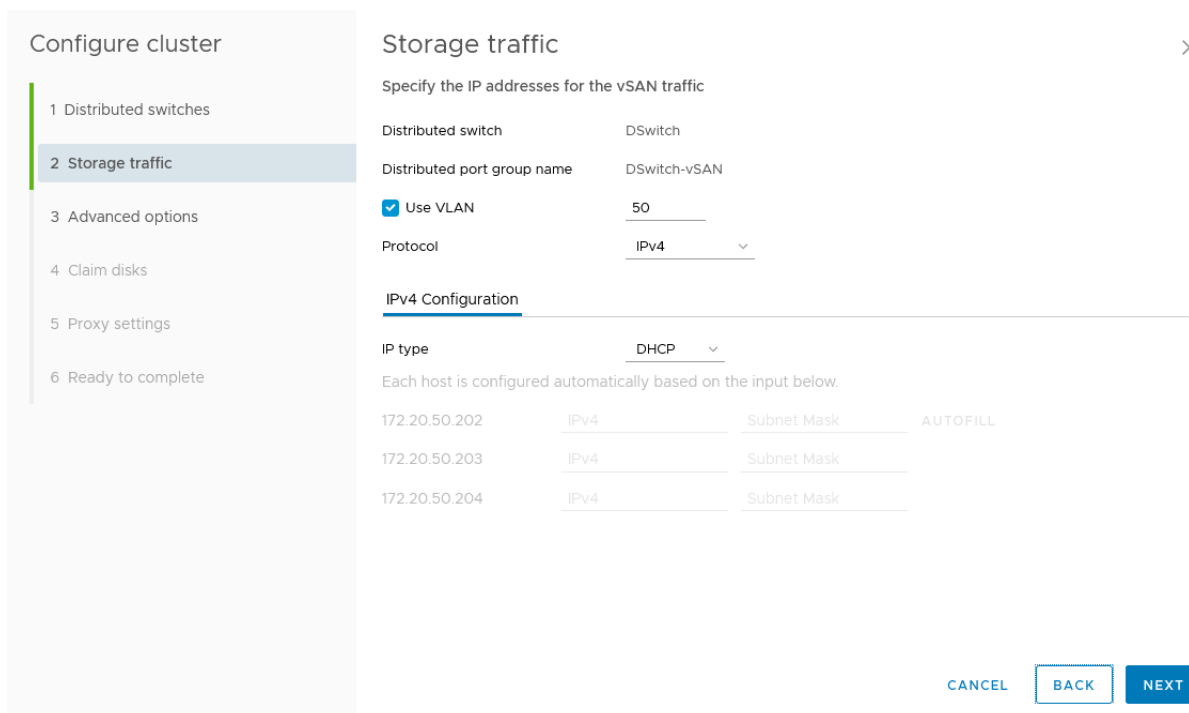 Configure cluster
1 Distributed switches
2 Storage traffic
3 Advanced options
4 Claim disks
5 Proxy settings
6 Ready to complete
Storage traffic
Specify the IP addresses for the vSAN traffic
Distributed switch DSwitch
Distributed port group name DSwitch-vSAN
Use VLAN 50
Protocol IPv4
IPv4 Configuration
IP type DHCP
Each host is configured automatically based on the input below.
172.20.50.202 IPv4 Subnet Mask AUTOFILL
172.20.50.203 IPv4 Subnet Mask
172.20.50.204 IPv4 Subnet Mask
CANCEL BACK NEXT